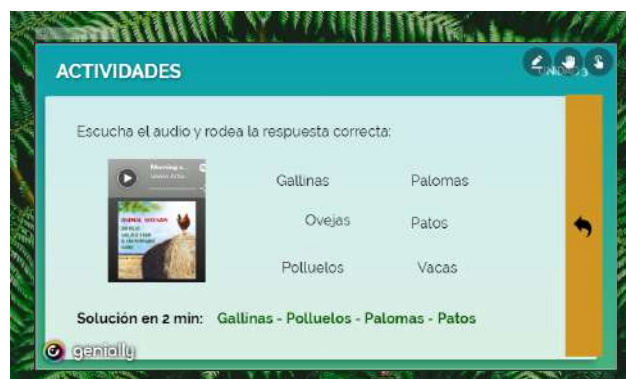 ACTIVIDADES
Escucha el audio y rodea la respuesta correcta:
Morning s...
Gallinas
Palomas
Ovejas
Patos
Polluelos
Vacas
Solución en 2 min: Gallinas - Polluelos - Palomas - Patos
genially